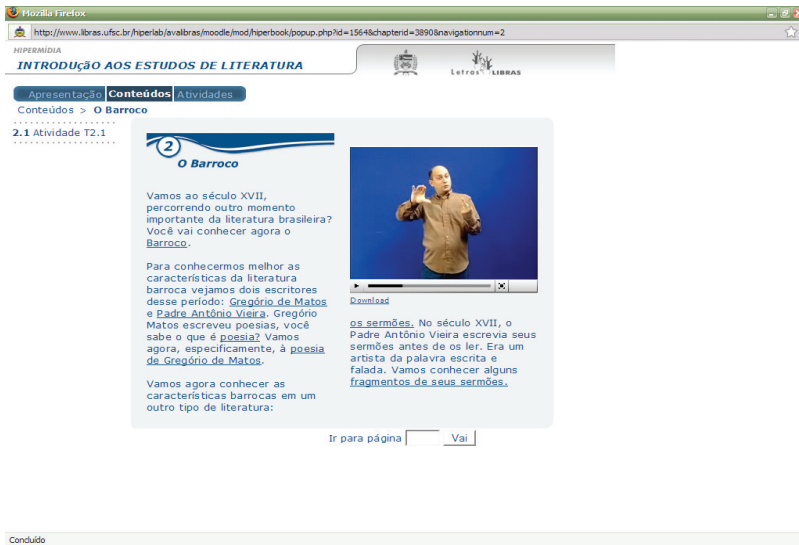 Mozilla Firefox
http://www.libras.ufsc.br/hiperlab/avalibras/moodle/mod/hiperbook/popup.php?id=1564&chapterid=3890&navigationnum=2
HIPERMÍDIA
INTRODUçãO AOS ESTUDOS DE LITERATURA
Letras LIBRAS
Apresentação Conteúdos Atividades
Conteúdos > O Barroco
2.1 Atividade T2.1
2
O Barroco
Vamos ao século XVII,
percorrendo outro momento
importante da literatura brasileira?
Você vai conhecer agora o
Barroco.
Para conhecermos melhor as
características da literatura
barroca vejamos dois escritores
desse período: Gregório de Matos
e Padre Antônio Vieira. Gregório
Matos escreveu poesias, você
sabe o que é poesia? Vamos
agora, especificamente, à poesia
de Gregório de Matos.
Vamos agora conhecer as
características barrocas em um
outro tipo de literatura:
Download
os sermões. No século XVII, o
Padre Antônio Vieira escrevia seus
sermões antes de os ler. Era um
artista da palavra escrita e
falada. Vamos conhecer alguns
fragmentos de seus sermões.
Ir para página Vai
Concluído